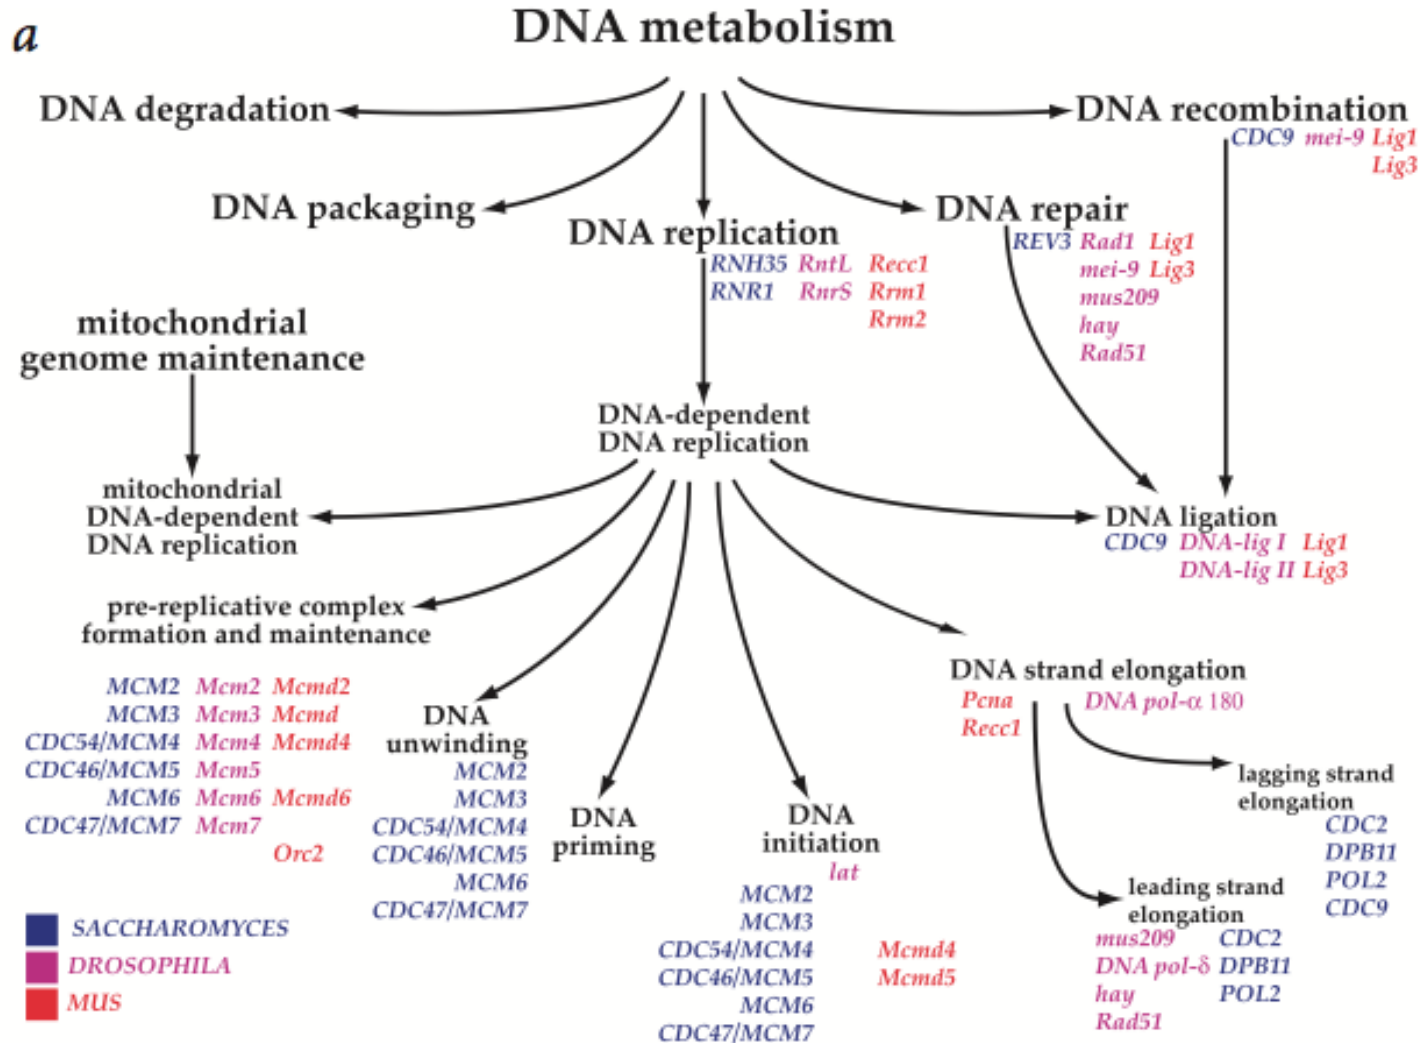 a
DNA metabolism
DNA degradation
DNA recombination
CDC9 mei-9 Lig1
Lig3
DNA packaging
DNA replication
RNH35 RntL Recc1
RNR1 RnrS Rrm1
Rrm2
DNA repair
REV3 Rad1 Lig1
mei-9 Lig3
mus209
hay
Rad51
mitochondrial
genome maintenance
DNA-dependent
DNA replication
mitochondrial
DNA-dependent
DNA replication
DNA ligation
CDC9 DNA-lig I Lig1
DNA-lig II Lig3
pre-replicative complex
formation and maintenance
MCM2 Mcm2 Mcmd2
MCM3 Mcm3 Mcmd
CDC54/MCM4 Mcm4 Mcmd4
CDC46/MCM5 Mcm5
MCM6 Mcm6 Mcmd6
CDC47/MCM7 Mcm7
Orc2
DNA
unwinding
MCM2
MCM3
CDC54/MCM4
CDC46/MCM5
MCM6
CDC47/MCM7
DNA
priming
DNA
initiation
lat
MCM2
MCM3
CDC54/MCM4 Mcmd4
CDC46/MCM5 Mcmd5
MCM6
CDC47/MCM7
DNA strand elongation
Pcna DNA pol-α 180
Recc1
lagging strand
elongation
CDC2
DPB11
POL2
CDC9
leading strand
elongation
mus209 CDC2
DNA pol-δ DPB11
hay POL2
Rad51
SACCHAROMYCES
DROSOPHILA
MUS